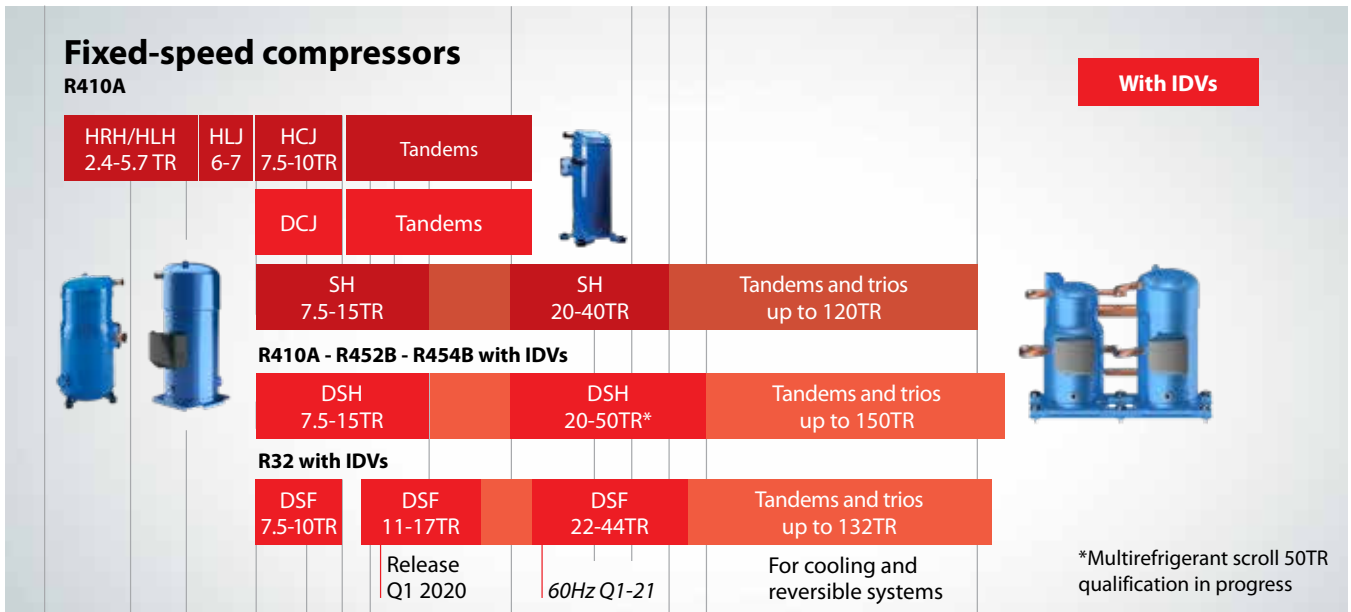 Fixed-speed compressors
R410A
With IDVs
HRH/HLH
2.4-5.7 TR
HLJ
6-7
HCJ
7.5-10TR
Tandems
DCJ
Tandems
SH
7.5-15TR
SH
20-40TR
Tandems and trios
up to 120TR
R410A - R452B - R454B with IDVs
DSH
7.5-15TR
DSH
20-50TR*
Tandems and trios
up to 150TR
R32 with IDVs
DSF
7.5-10TR
DSF
11-17TR
DSF
22-44TR
Tandems and trios
up to 132TR
Release
Q1 2020
60Hz Q1-21
For cooling and
reversible systems
*Multirefrigerant scroll 50TR
qualification in progress